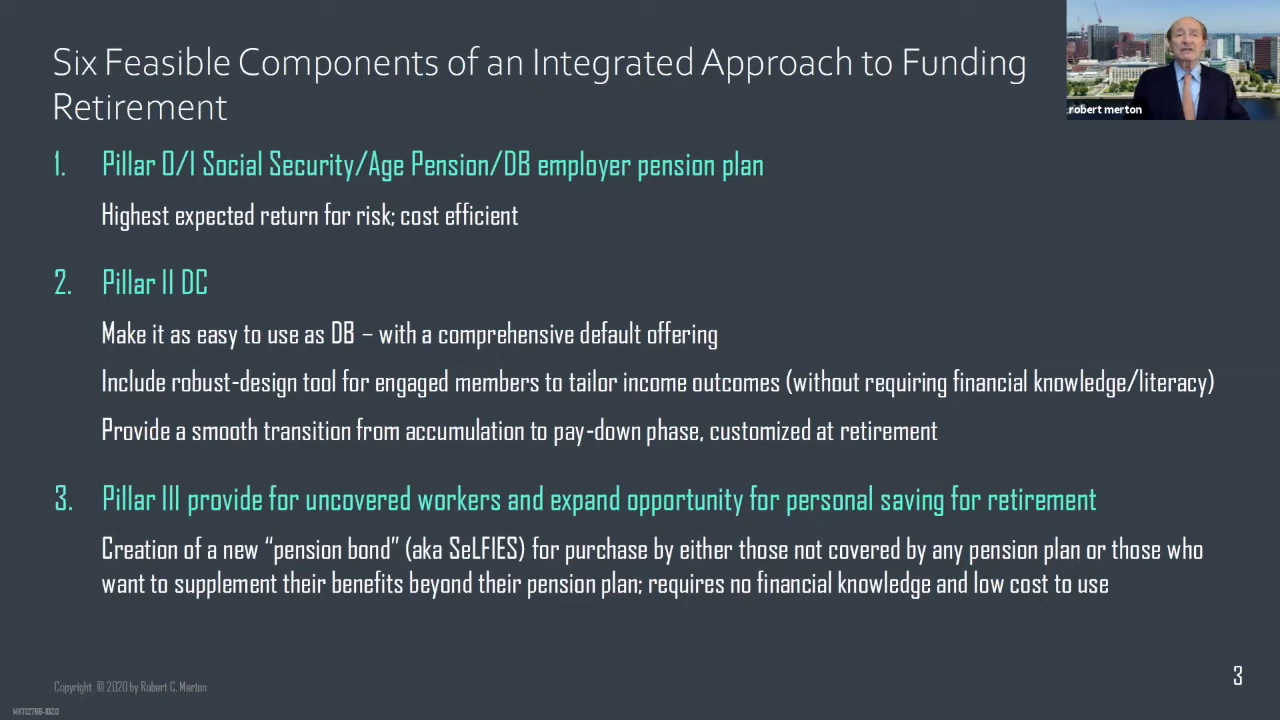 Six Feasible Components of an Integrated Approach to Funding
Retirement
robert merton
1. Pillar 0/I Social Security/Age Pension/DB employer pension plan
Highest expected return for risk; cost efficient
2. Pillar II DC
Make it as easy to use as DB – with a comprehensive default offering
Include robust-design tool for engaged members to tailor income outcomes (without requiring financial knowledge/literacy)
Provide a smooth transition from accumulation to pay-down phase, customized at retirement
3. Pillar III provide for uncovered workers and expand opportunity for personal saving for retirement
Creation of a new “pension bond” (aka SeLFIES) for purchase by either those not covered by any pension plan or those who
want to supplement their benefits beyond their pension plan; requires no financial knowledge and low cost to use
3
Copyright © 2020 by Robert C. Merton
MKT12766-1020